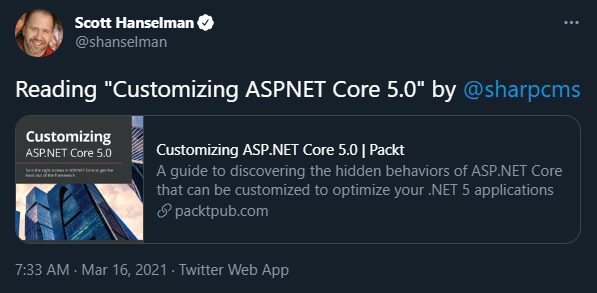 Scott Hanselman
@shanselman
Reading "Customizing ASPNET Core 5.0" by @sharpcms
Customizing
ASP.NET Core 5.0
Turn the right screws in ASP.NET Core to get the
most out of the framework
Customizing ASP.NET Core 5.0 | Packt
A guide to discovering the hidden behaviors of ASP.NET Core
that can be customized to optimize your .NET 5 applications
packtpub.com
7:33 AM · Mar 16, 2021 · Twitter Web App